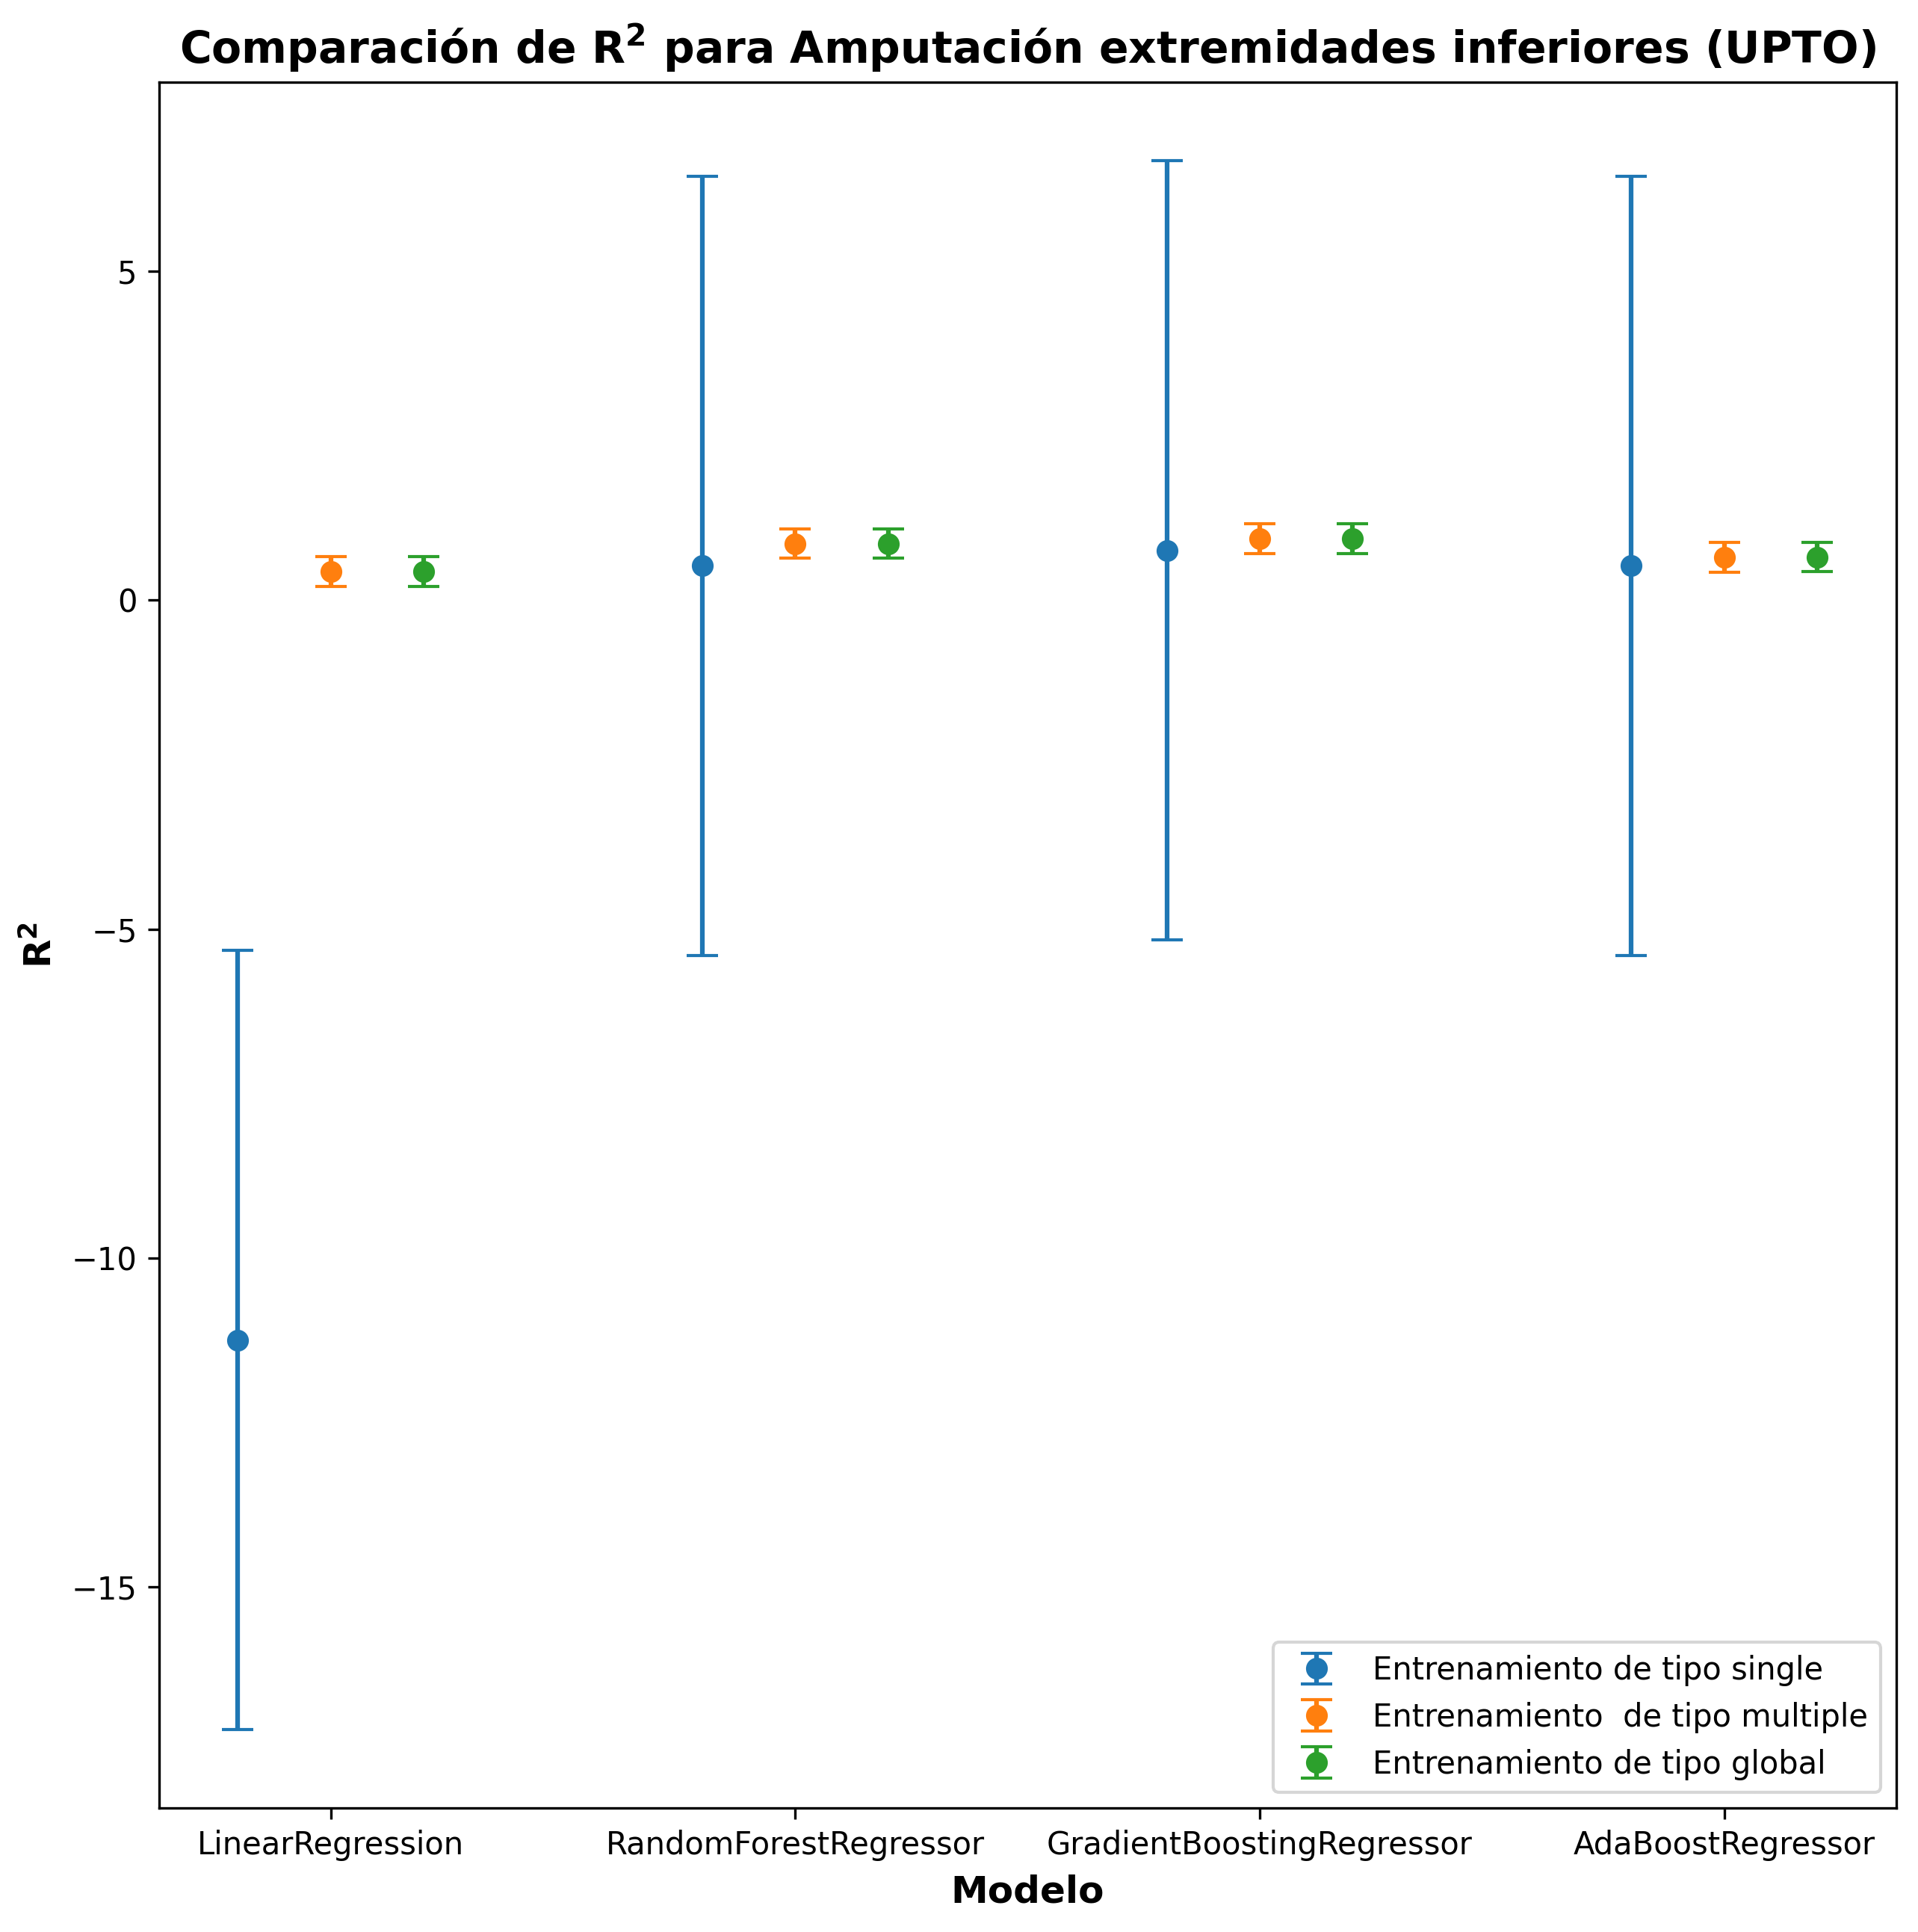 Comparación de R² para Amputación extremidades inferiores (UPTO)
R²
5
0
−5
−10
−15
Entrenamiento de tipo single
Entrenamiento  de tipo multiple
Entrenamiento de tipo global
LinearRegression RandomForestRegressor GradientBoostingRegressor AdaBoostRegressor
Modelo